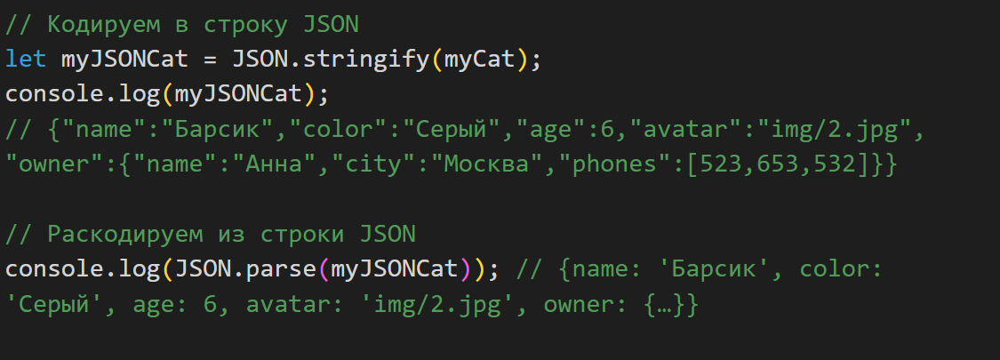 // Кодируем в строку JSON
let myJSONCat = JSON.stringify(myCat);
console.log(myJSONCat);
// {"name":"Барсик","color":"Серый","age":6,"avatar":"img/2.jpg",
"owner":{"name":"Анна","city":"Москва","phones":[523,653,532]}}
// Раскодируем из строки JSON
console.log(JSON.parse(myJSONCat)); // {name: 'Барсик', color:
'Серый', age: 6, avatar: 'img/2.jpg', owner: {…}}